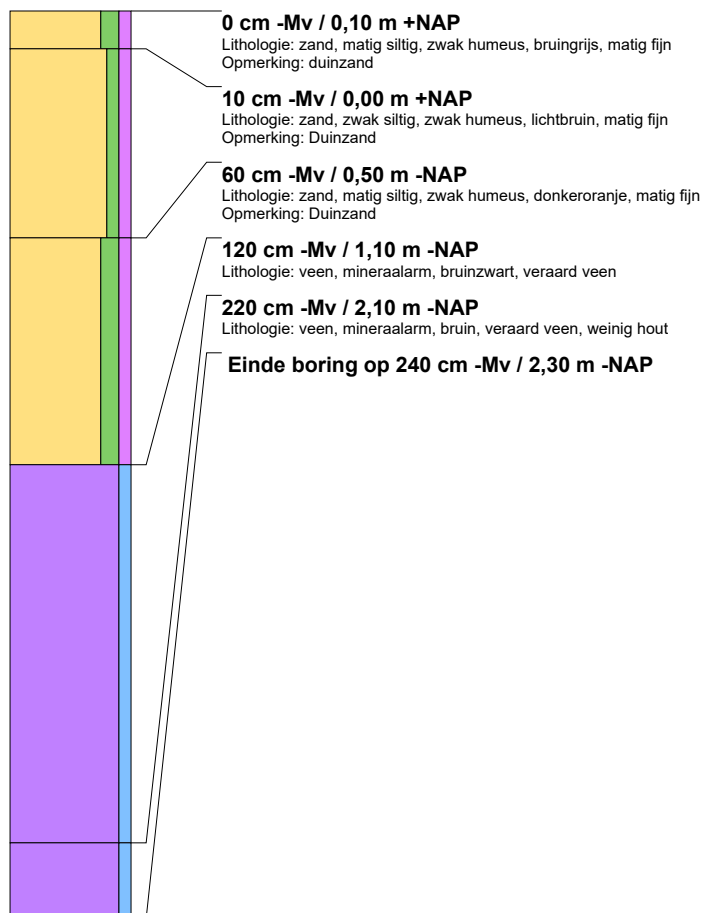 0 cm -Mv / 0,10 m +NAP
Lithologie: zand, matig siltig, zwak humeus, bruingrijs, matig fijn
Opmerking: duinzand
10 cm -Mv / 0,00 m +NAP
Lithologie: zand, zwak siltig, zwak humeus, lichtbruin, matig fijn
Opmerking: Duinzand
60 cm -Mv / 0,50 m -NAP
Lithologie: zand, matig siltig, zwak humeus, donkeroranje, matig fijn
Opmerking: Duinzand
120 cm -Mv / 1,10 m -NAP
Lithologie: veen, mineraalarm, bruinzwart, veraard veen
220 cm -Mv / 2,10 m -NAP
Lithologie: veen, mineraalarm, bruin, veraard veen, weinig hout
Einde boring op 240 cm -Mv / 2,30 m -NAP